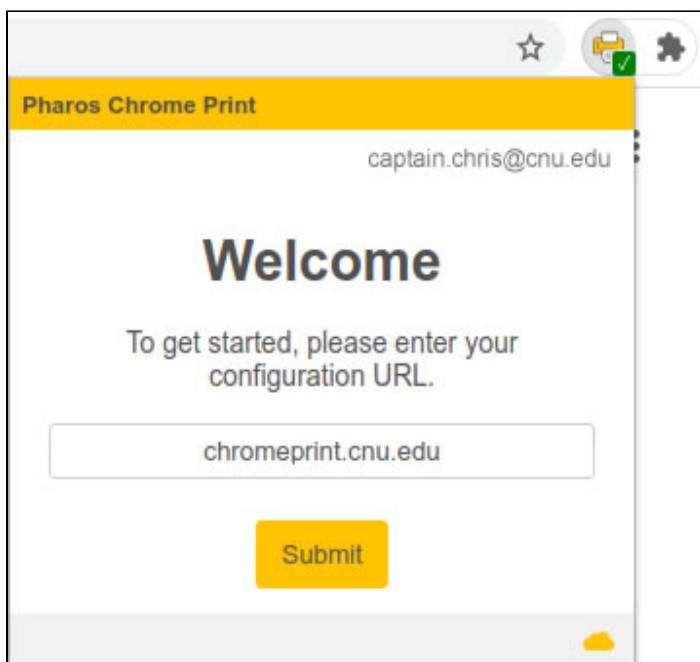 Pharos Chrome Print
captain.chris@cnu.edu
Welcome
To get started, please enter your
configuration URL.
chromeprint.cnu.edu
Submit